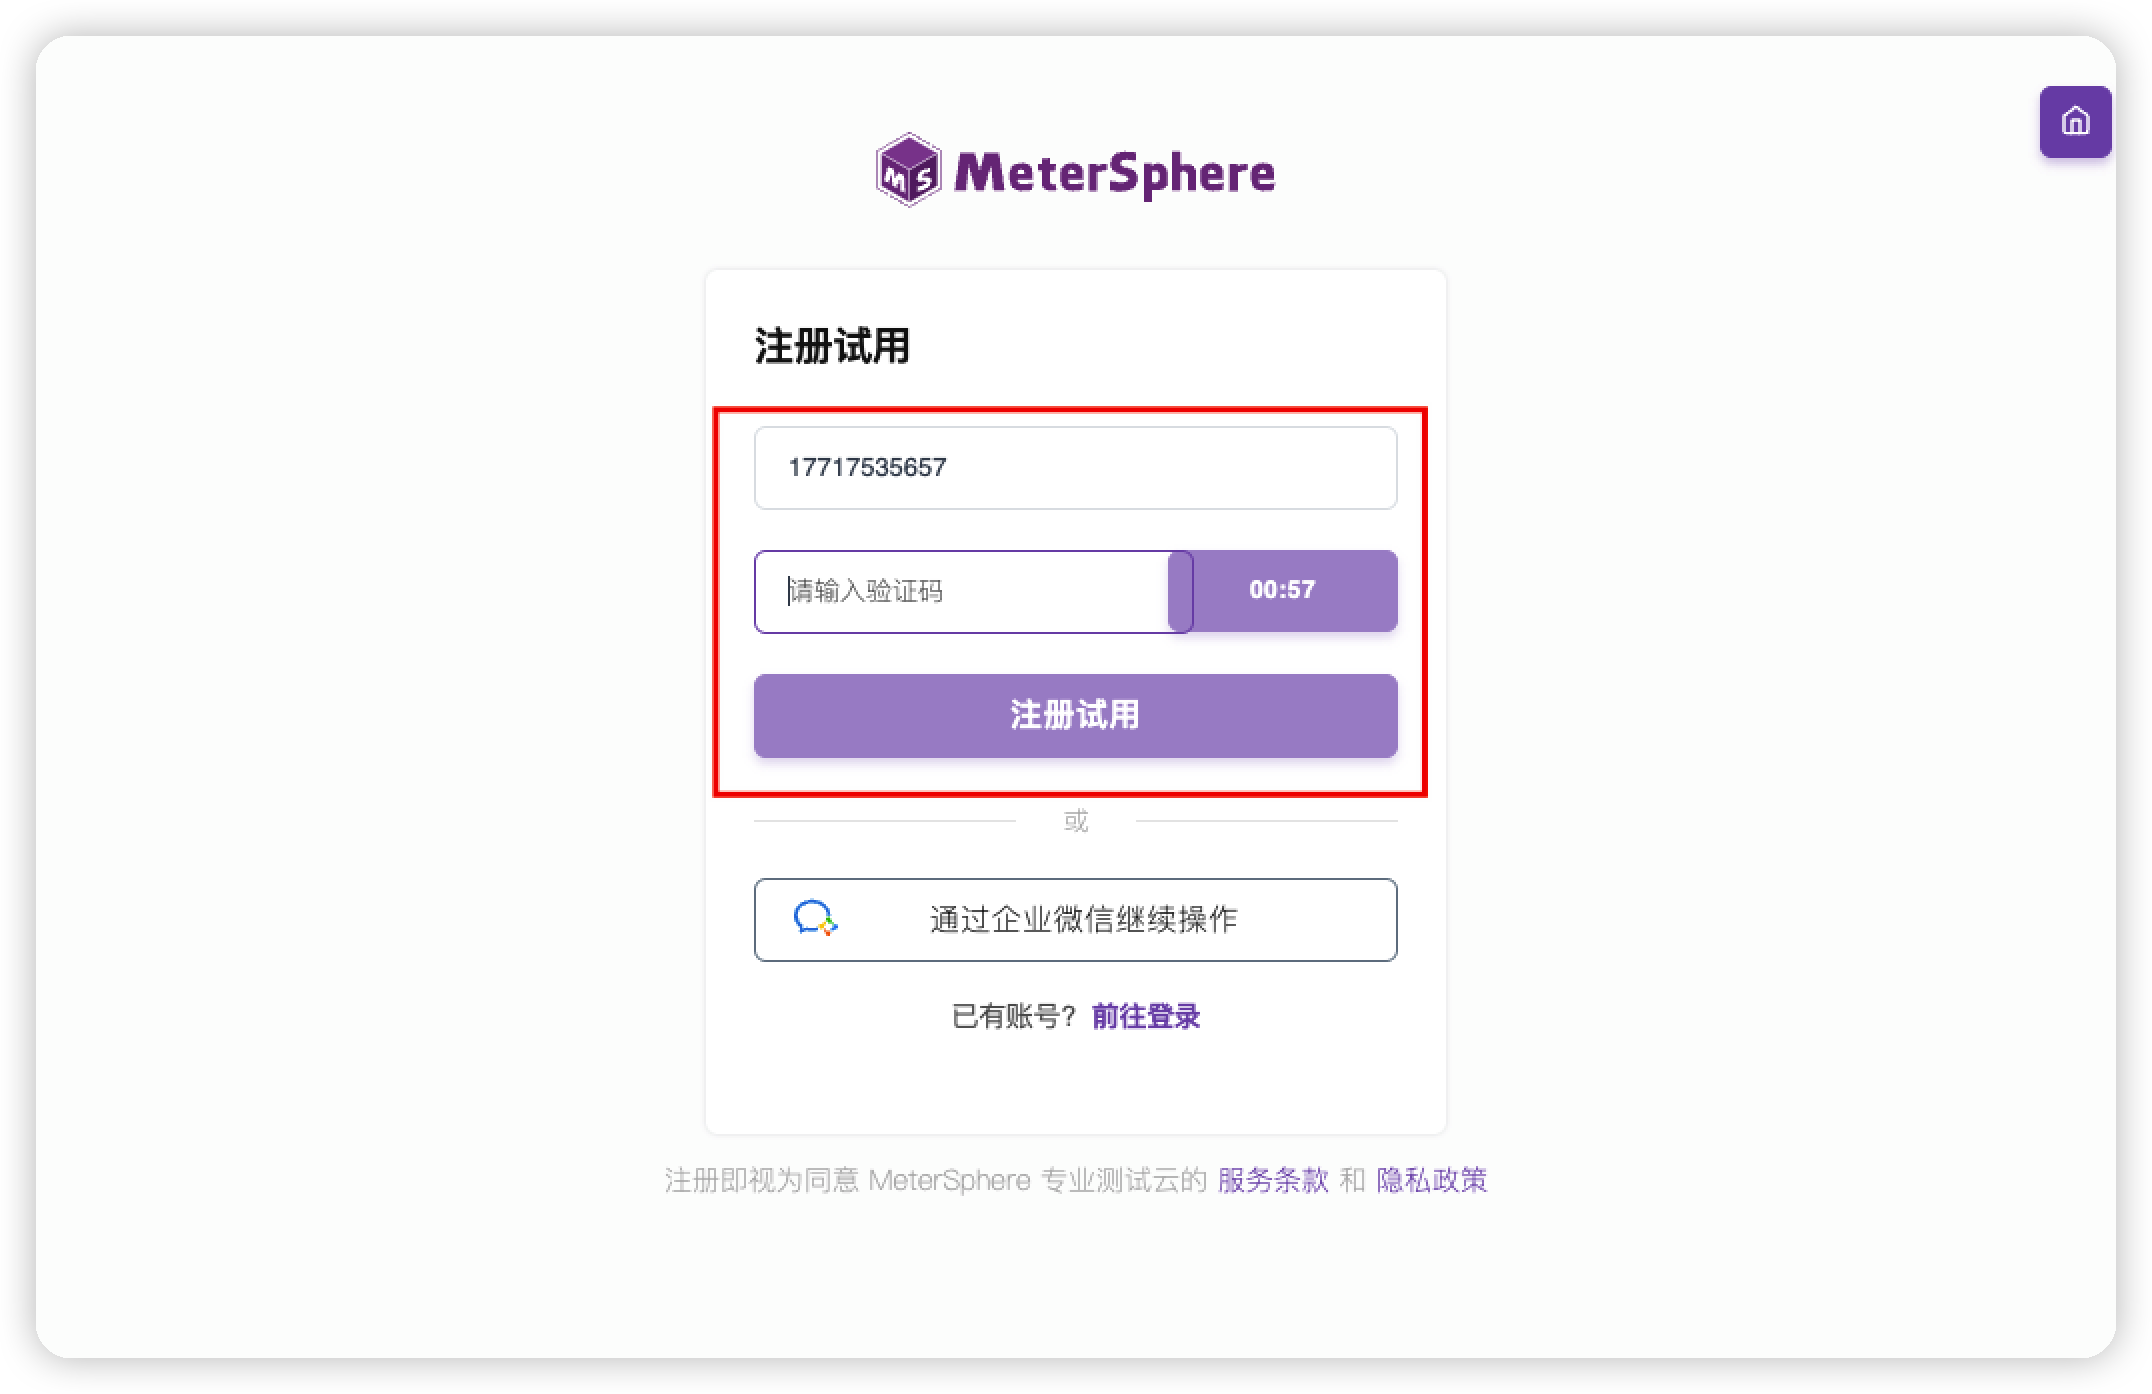 MS MeterSphere
注册试用
17717535657
请输入验证码 00:57
注册试用
或
通过企业微信继续操作
已有账号? 前往登录
注册即视为同意 MeterSphere 专业测试云的 服务条款 和 隐私政策